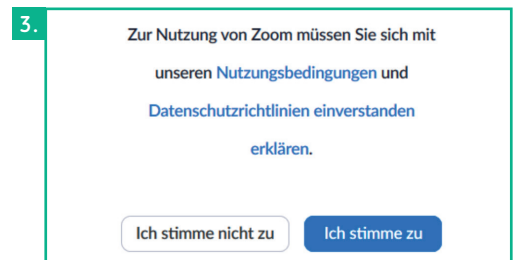 3.
Zur Nutzung von Zoom müssen Sie sich mit
unseren Nutzungsbedingungen und
Datenschutzrichtlinien einverstanden
erklären.
Ich stimme nicht zu
Ich stimme zu